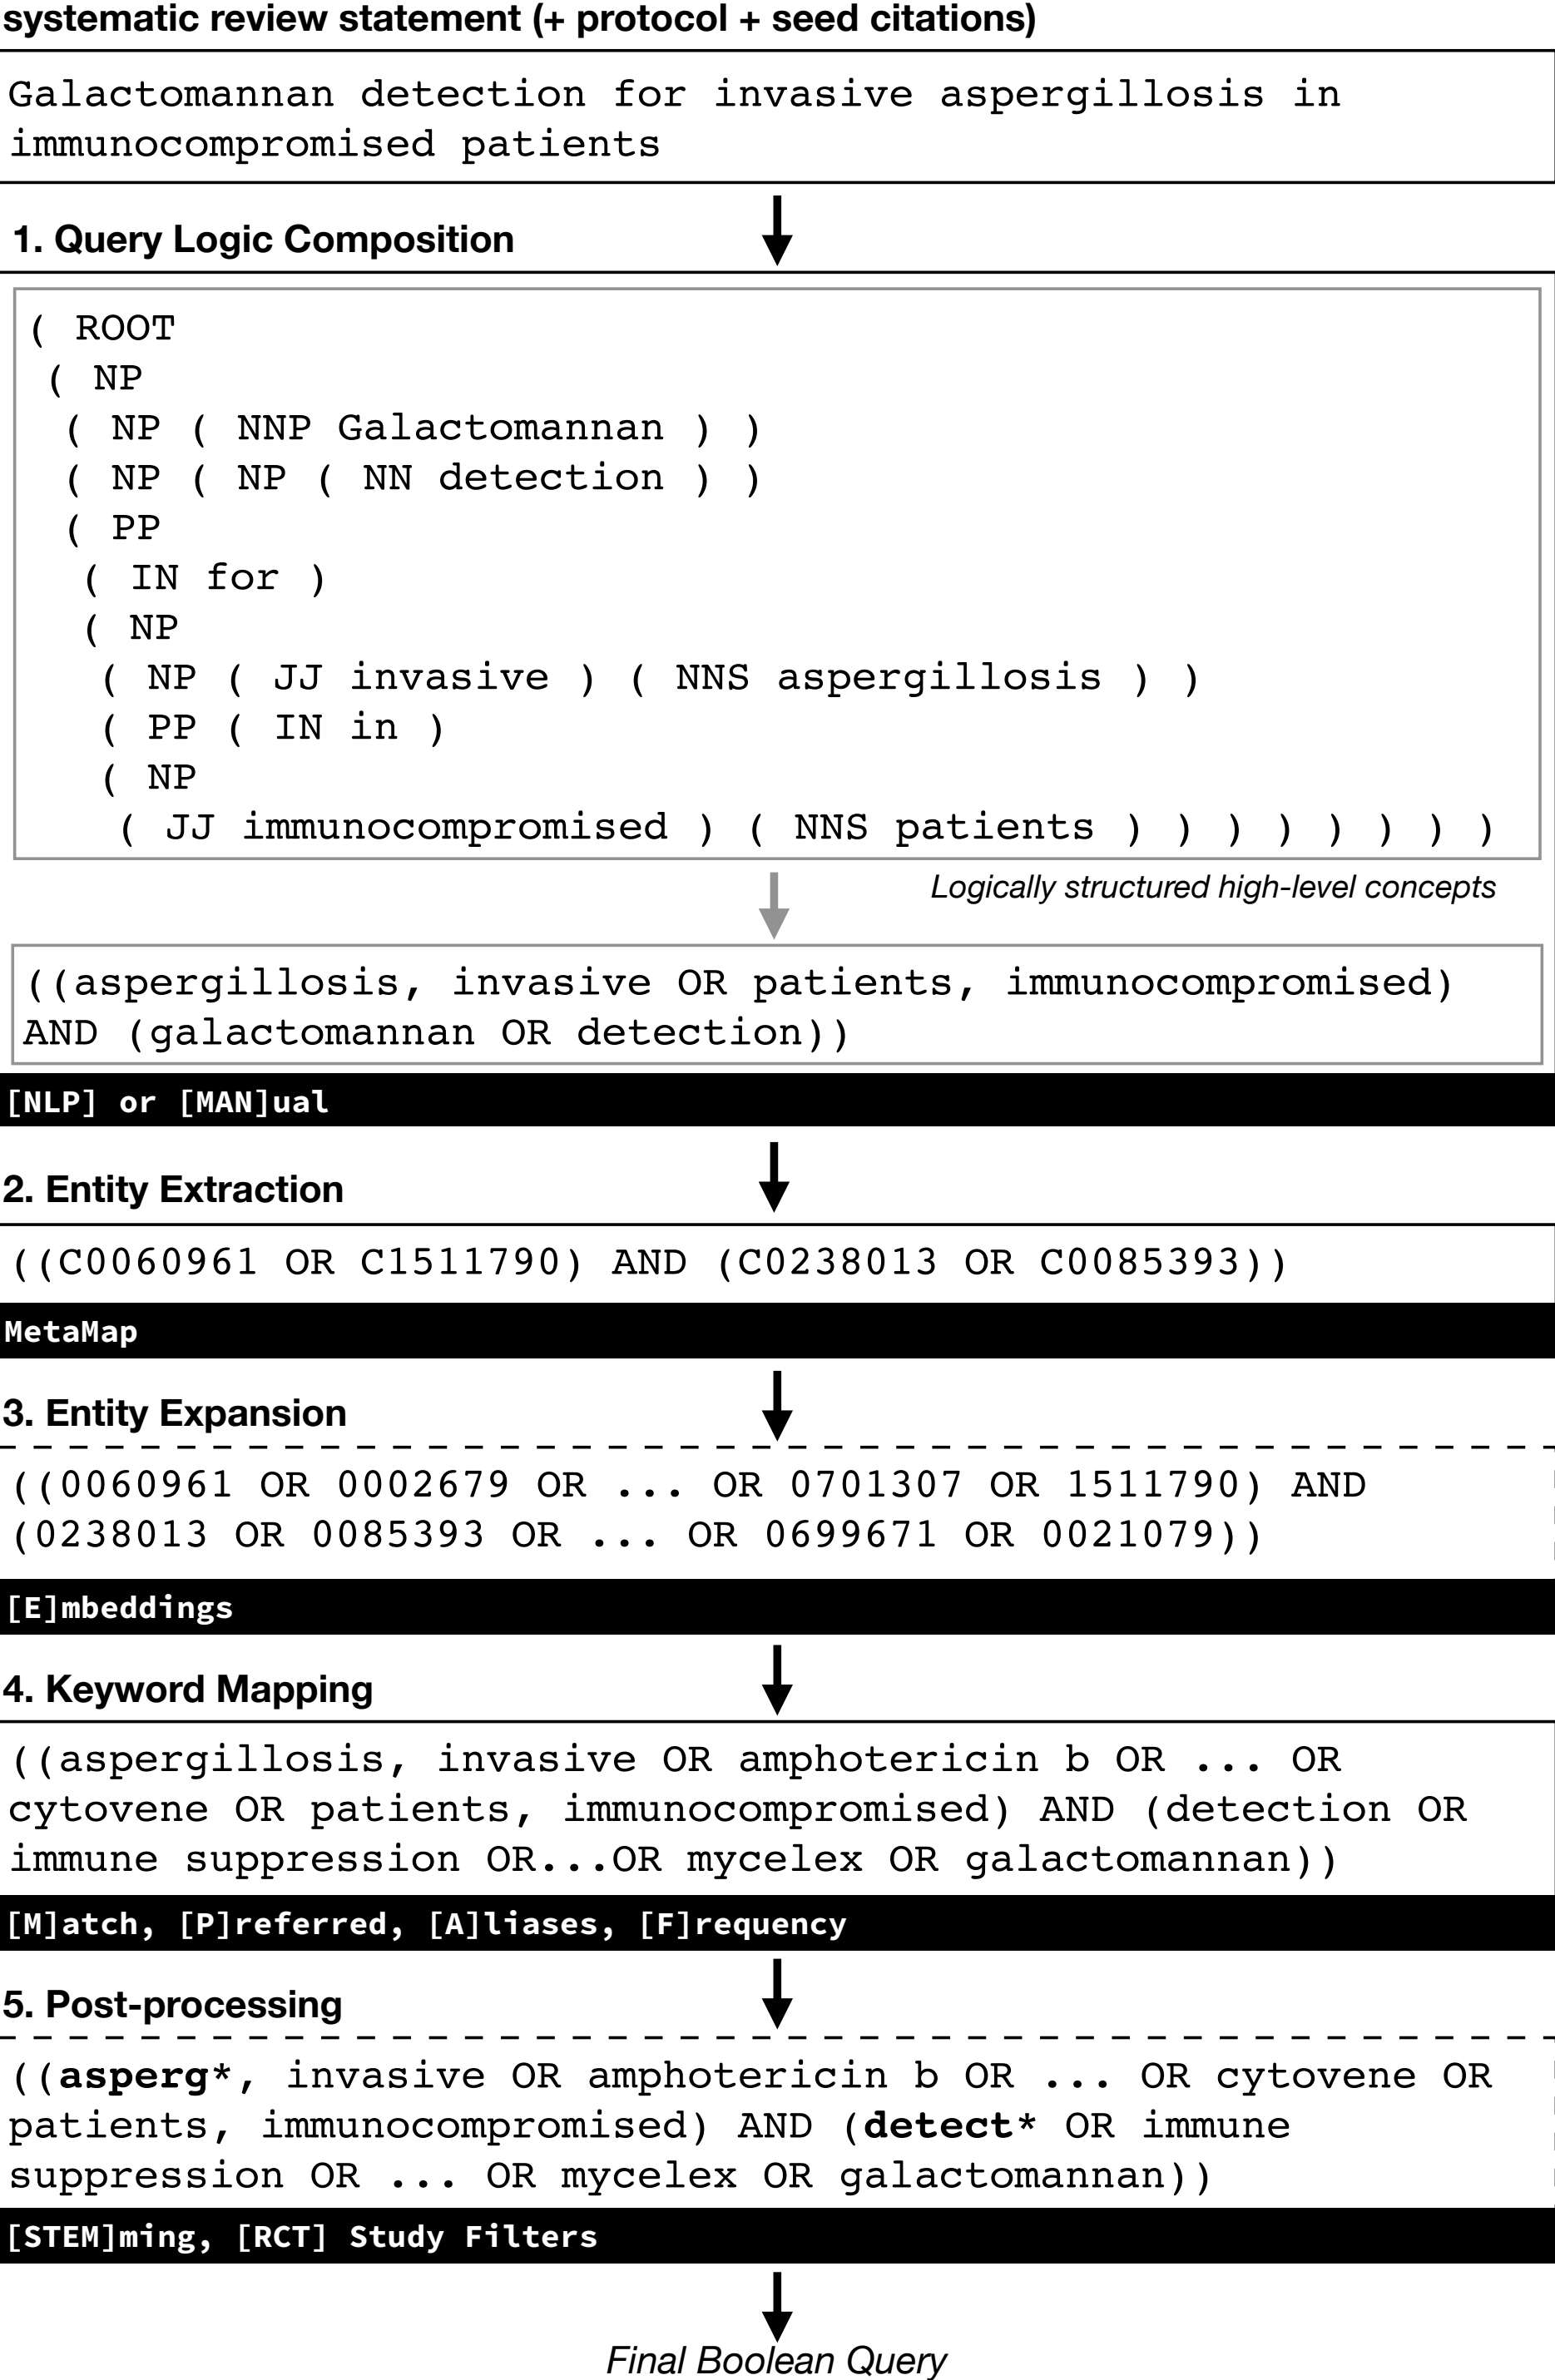 systematic review statement (+ protocol + seed citations)
Galactomannan detection for invasive aspergillosis in
immunocompromised patients
1. Query Logic Composition
( ROOT
( NP
( NP ( NNP Galactomannan ) )
( NP ( NP ( NN detection ) )
( PP
( IN for )
( NP
( NP ( JJ invasive ) ( NNS aspergillosis ) )
( PP ( IN in )
( NP
( JJ immunocompromised ) ( NNS patients ) ) ) ) ) ) ) )
Logically structured high-level concepts
((aspergillosis, invasive OR patients, immunocompromised)
AND (galactomannan OR detection))
[NLP] or [MAN]ual
2. Entity Extraction
((C0060961 OR C1511790) AND (C0238013 OR C0085393))
MetaMap
3. Entity Expansion
((0060961 OR 0002679 OR ... OR 0701307 OR 1511790) AND
(0238013 OR 0085393 OR ... OR 0699671 OR 0021079))
[E]mbeddings
4. Keyword Mapping
((aspergillosis, invasive OR amphotericin b OR ... OR
cytovene OR patients, immunocompromised) AND (detection OR
immune suppression OR...OR mycelex OR galactomannan))
[M]atch, [P]referred, [A]liases, [F]requency
5. Post-processing
((asperg*, invasive OR amphotericin b OR ... OR cytovene OR
patients, immunocompromised) AND (detect* OR immune
suppression OR ... OR mycelex OR galactomannan))
[STEM]ming, [RCT] Study Filters
Final Boolean Query